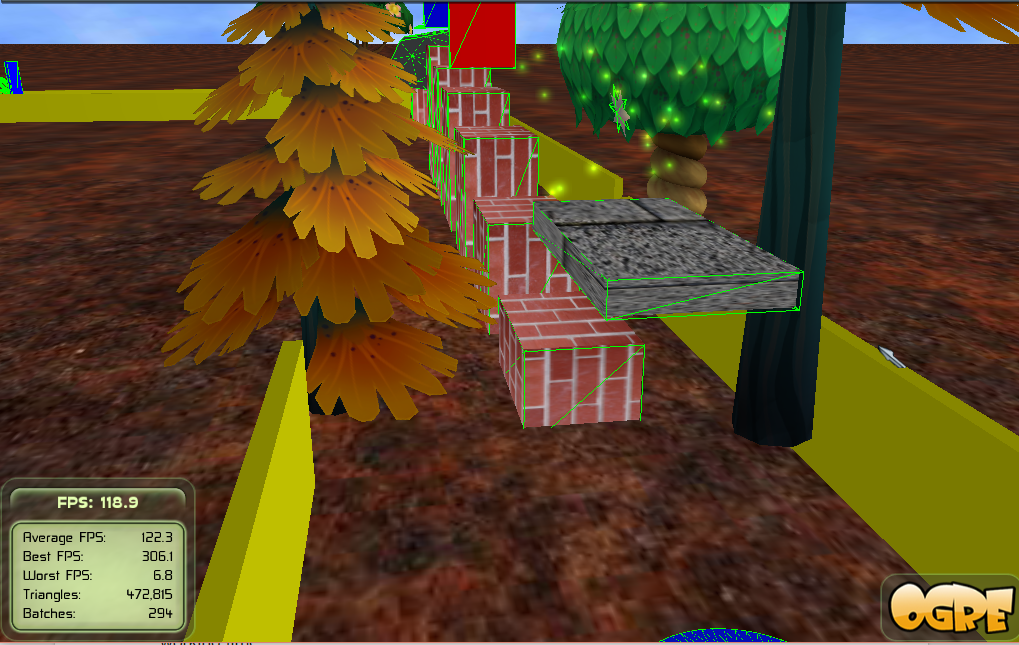 FPS: 118.9
Average FPS: 122.3
Best FPS: 306.1
Worst FPS: 6.8
Triangles: 472,815
Batches: 294
OGRE